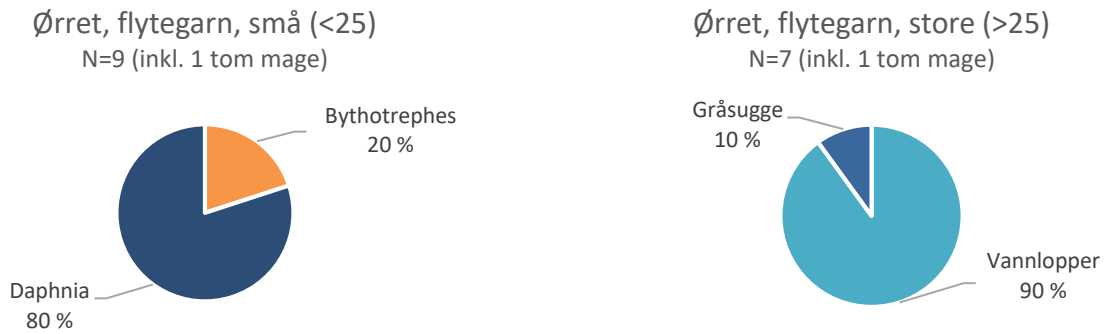 Ørret, flytegarn, små (<25)
N=9 (inkl. 1 tom mage)
Bythotrephes
20 %
Daphnia
80 %
Ørret, flytegarn, store (>25)
N=7 (inkl. 1 tom mage)
Gråsugge
10 %
Vannlopper
90 %